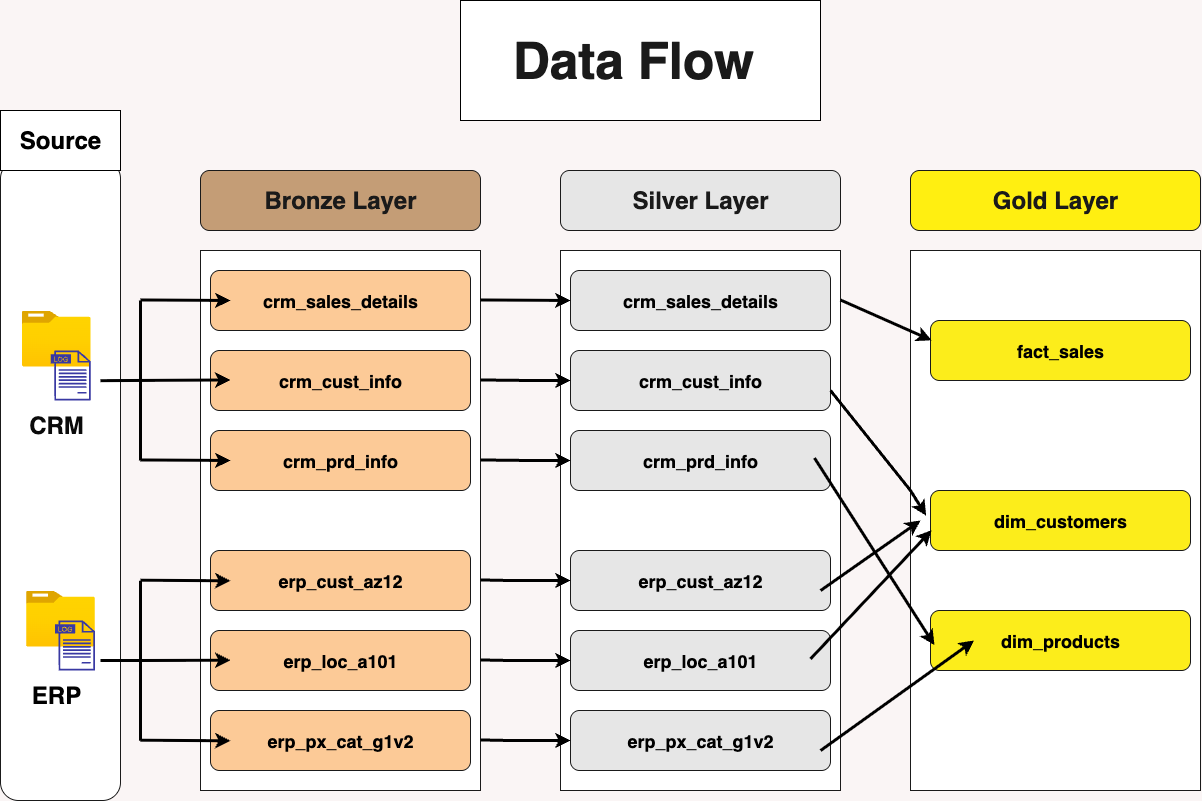 Data Flow
Source
Bronze Layer
Silver Layer
Gold Layer
crm_sales_details
crm_sales_details
fact_sales
LOG
CRM
crm_cust_info
crm_cust_info
crm_prd_info
crm_prd_info
dim_customers
LOG
ERP
erp_cust_az12
erp_cust_az12
erp_loc_a101
erp_loc_a101
dim_products
erp_px_cat_g1v2
erp_px_cat_g1v2